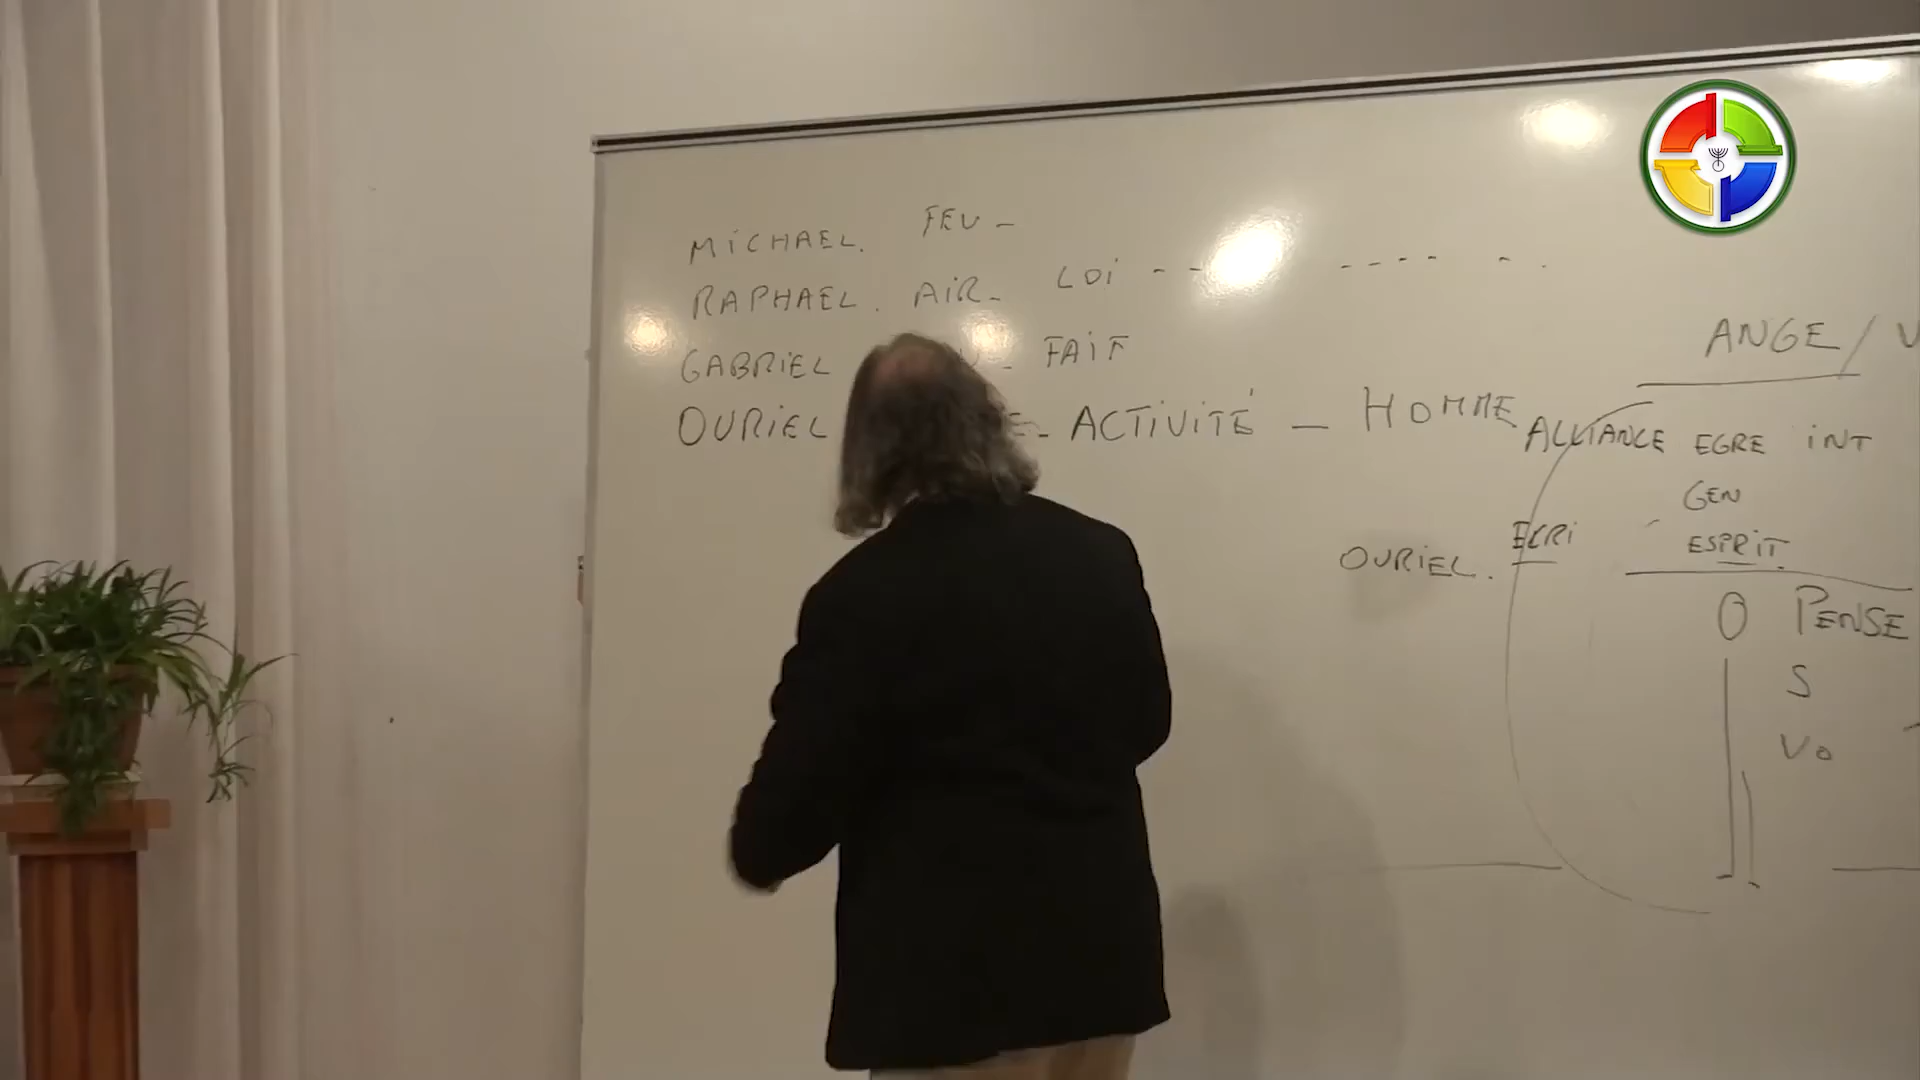 MICHAEL. FEU -
RAPHAEL. AIR - LOI - - - - - - - -
GABRIEL - FAIT
OURIEL - ACTIVITÉ - HOMME
ANGE /
ALLIANCE EGRE INT
GEN
ESPRIT.
OURIEL. ECRI
O PENSE
S
VO